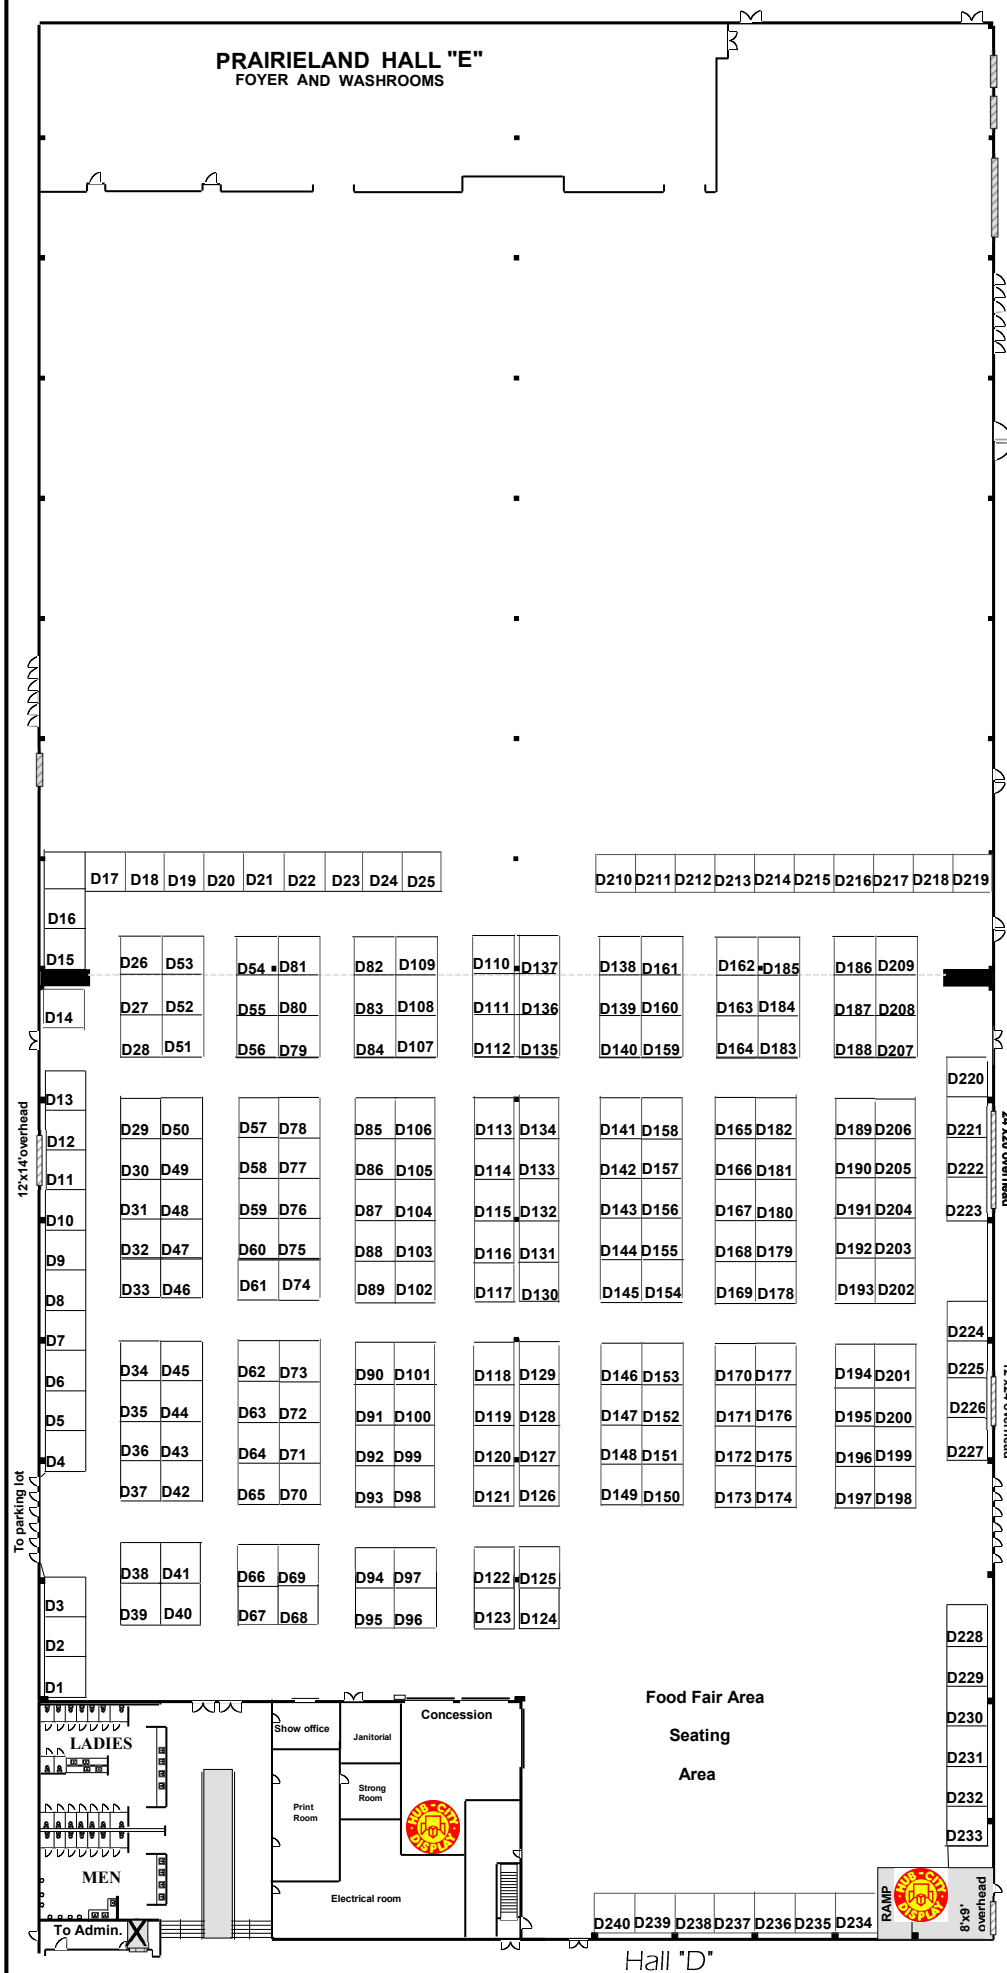 PRAIRIELAND HALL "E"
FOYER AND WASHROOMS
D17 D18 D19 D20 D21 D22 D23 D24 D25
D210 D211 D212 D213 D214 D215 D216 D217 D218 D219
D16
D15
D14
D26 D53 D54 D81 D82 D109 D110 D137 D138 D161 D162 D185 D186 D209
D27 D52 D55 D80 D83 D108 D111 D136 D139 D160 D163 D184 D187 D208
D28 D51 D56 D79 D84 D107 D112 D135 D140 D159 D164 D183 D188 D207
D13
D12
D11
D10
D9
D8
D7
D6
D5
D4
12'x14'overhead
To parking lot
D29 D50 D57 D78 D85 D106 D113 D134 D141 D158 D165 D182 D189 D206
D30 D49 D58 D77 D86 D105 D114 D133 D142 D157 D166 D181 D190 D205
D31 D48 D59 D76 D87 D104 D115 D132 D143 D156 D167 D180 D191 D204
D32 D47 D60 D75 D88 D103 D116 D131 D144 D155 D168 D179 D192 D203
D33 D46 D61 D74 D89 D102 D117 D130 D145 D154 D169 D178 D193 D202
D220
D221
D222
D223
D34 D45 D62 D73 D90 D101 D118 D129 D146 D153 D170 D177 D194 D201
D35 D44 D63 D72 D91 D100 D119 D128 D147 D152 D171 D176 D195 D200
D36 D43 D64 D71 D92 D99 D120 D127 D148 D151 D172 D175 D196 D199
D37 D42 D65 D70 D93 D98 D121 D126 D149 D150 D173 D174 D197 D198
D224
D225
D226
D227
D38 D41 D66 D69 D94 D97 D122 D125
D39 D40 D67 D68 D95 D96 D123 D124
D3
D2
D1
D228
D229
D230
D231
D232
D233
Food Fair Area
Seating
Area
LADIES
MEN
To Admin.
X
Show office
Janitorial
Concession
Print
Room
Strong
Room
HUB-CITY
DISPLAY
Electrical room
D240 D239 D238 D237 D236 D235 D234
RAMP
HUB-CITY
DISPLAY
8'x9'
overhead
Hall "D"